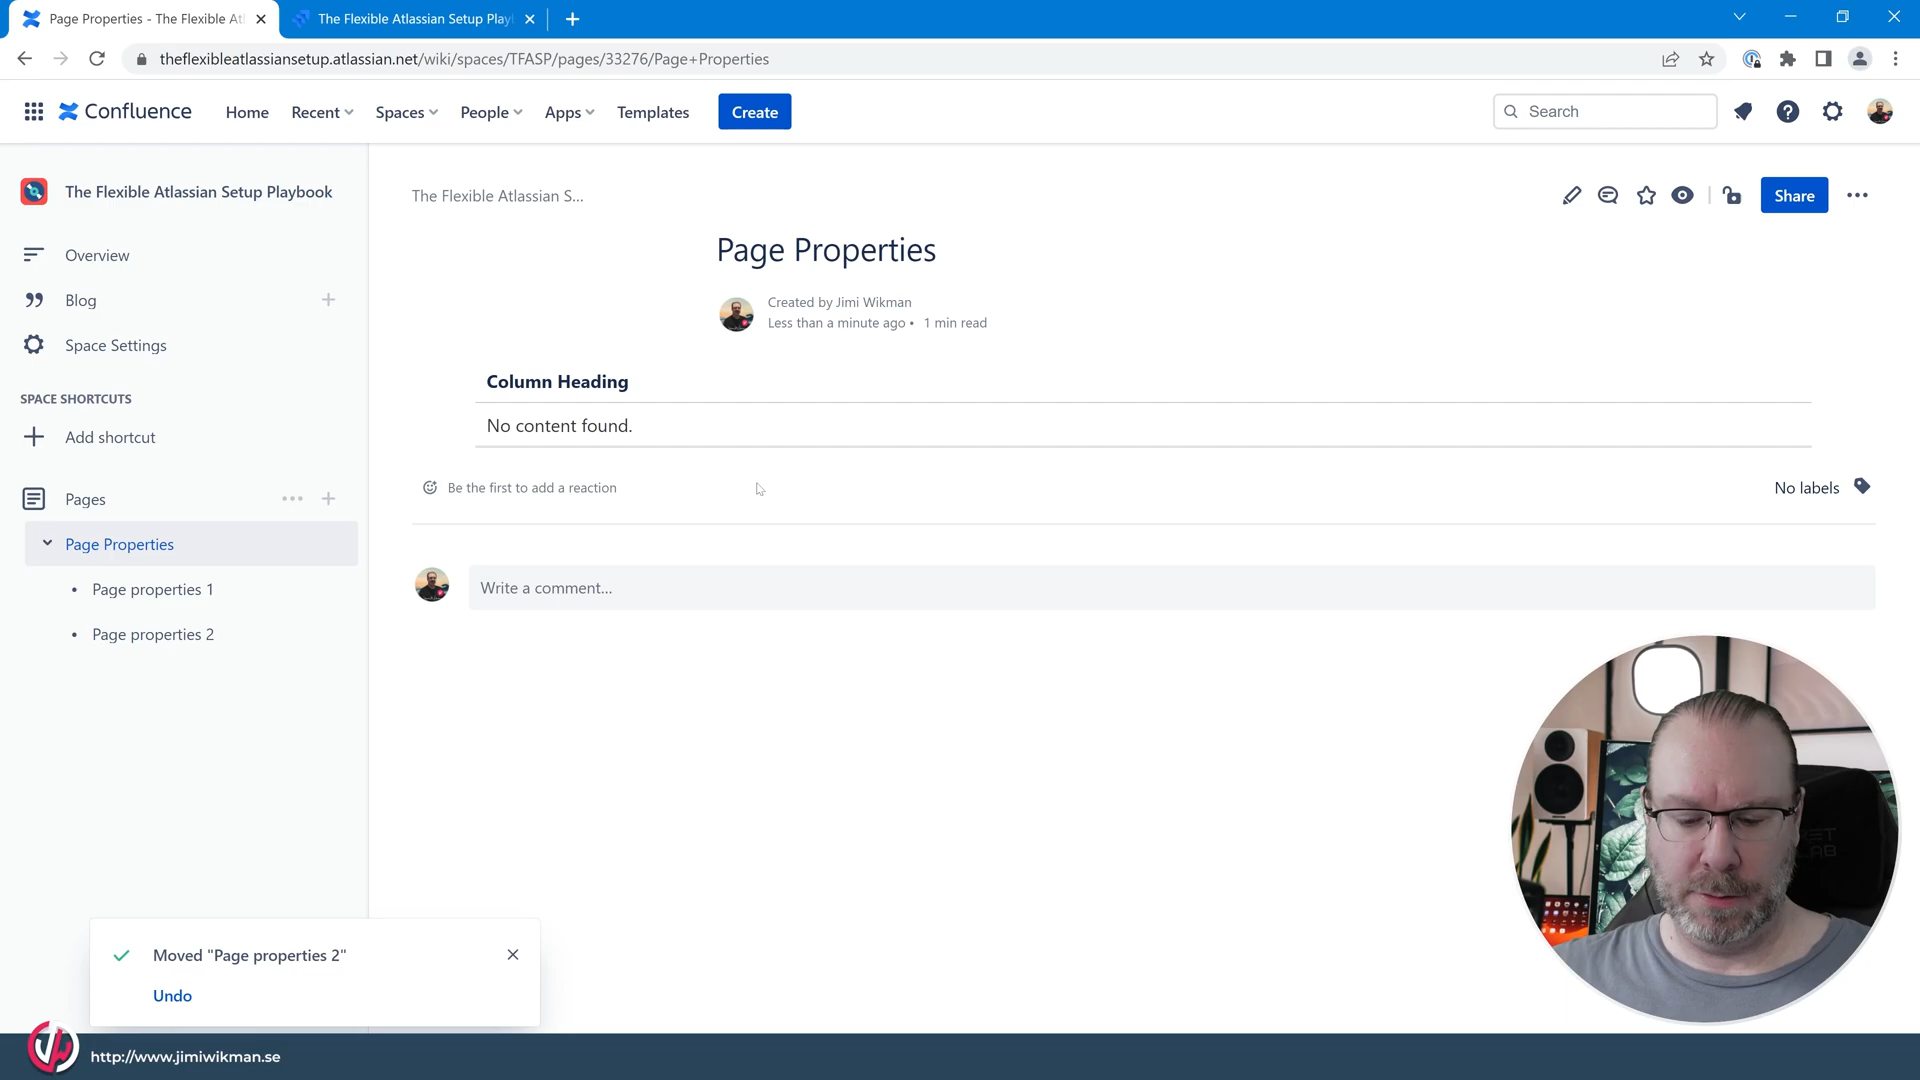 Page Properties - The Flexible Atl
The Flexible Atlassian Setup Play
theflexibleatlassiansetup.atlassian.net/wiki/spaces/TFASP/pages/33276/Page+Properties
Confluence
Home
Recent
Spaces
People
Apps
Templates
Create
Search
The Flexible Atlassian Setup Playbook
Overview
Blog
Space Settings
SPACE SHORTCUTS
Add shortcut
Pages
Page Properties
Page properties 1
Page properties 2
The Flexible Atlassian S...
Share
Page Properties
Created by Jimi Wikman
Less than a minute ago • 1 min read
Column Heading
No content found.
Be the first to add a reaction
No labels
Write a comment...
Moved "Page properties 2"
Undo
http://www.jimiwikman.se